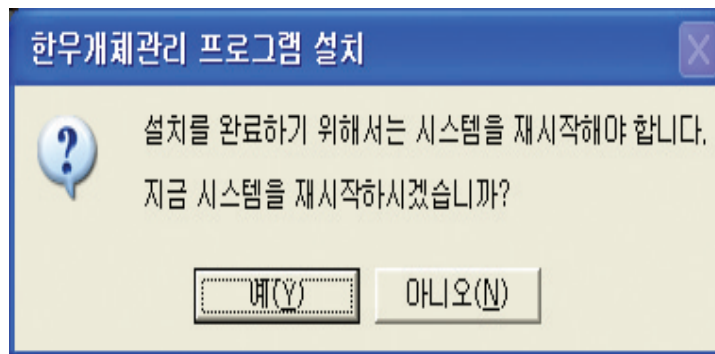 한우개체관리 프로그램 설치
설치를 완료하기 위해서는 시스템을 재시작해야 합니다.
지금 시스템을 재시작하시겠습니까?
예(Y)
아니오(N)